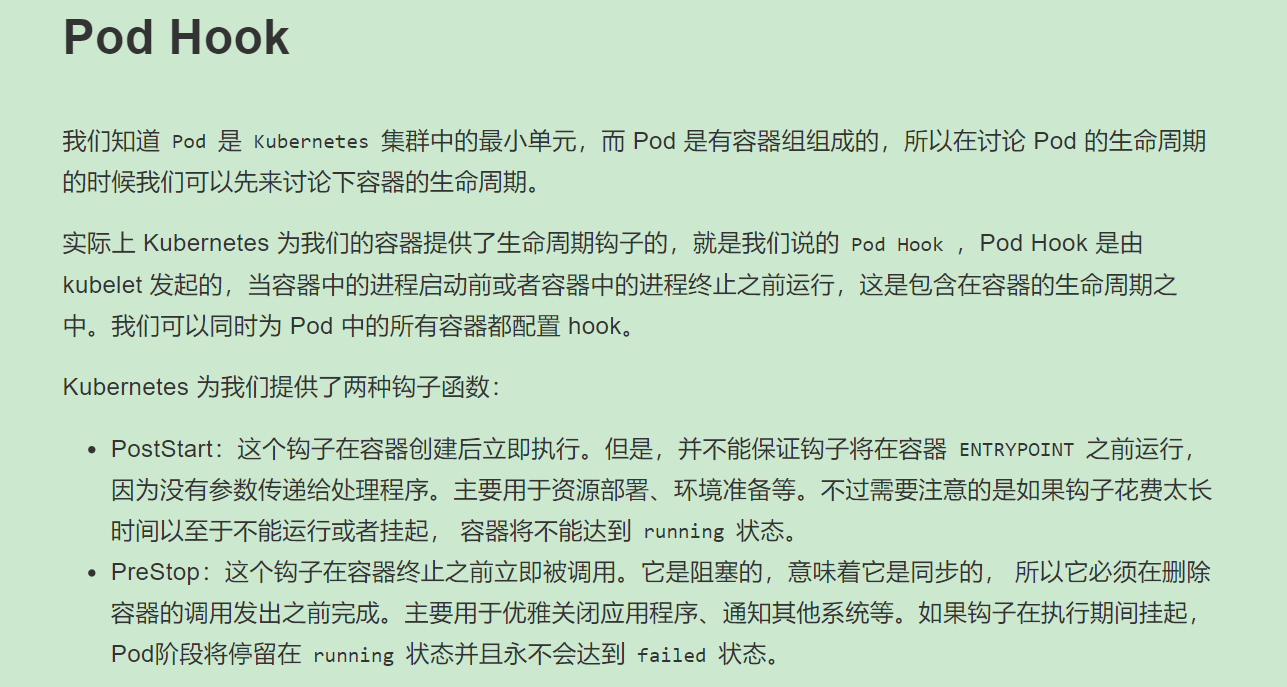 Pod Hook
我们知道 Pod 是 Kubernetes 集群中的最小单元，而 Pod 是有容器组组成的，所以在讨论 Pod 的生命周期
的时候我们可以先来讨论下容器的生命周期。
实际上 Kubernetes 为我们的容器提供了生命周期钩子的，就是我们说的 Pod Hook ，Pod Hook 是由
kubelet 发起的，当容器中的进程启动前或者容器中的进程终止之前运行，这是包含在容器的生命周期之
中。我们可以同时为 Pod 中的所有容器都配置 hook。
Kubernetes 为我们提供了两种钩子函数：
• PostStart：这个钩子在容器创建后立即执行。但是，并不能保证钩子将在容器 ENTRYPOINT 之前运行，
因为没有参数传递给处理程序。主要用于资源部署、环境准备等。不过需要注意的是如果钩子花费太长
时间以至于不能运行或者挂起， 容器将不能达到 running 状态。
• PreStop：这个钩子在容器终止之前立即被调用。它是阻塞的，意味着它是同步的， 所以它必须在删除
容器的调用发出之前完成。主要用于优雅关闭应用程序、通知其他系统等。如果钩子在执行期间挂起，
Pod阶段将停留在 running 状态并且永不会达到 failed 状态。